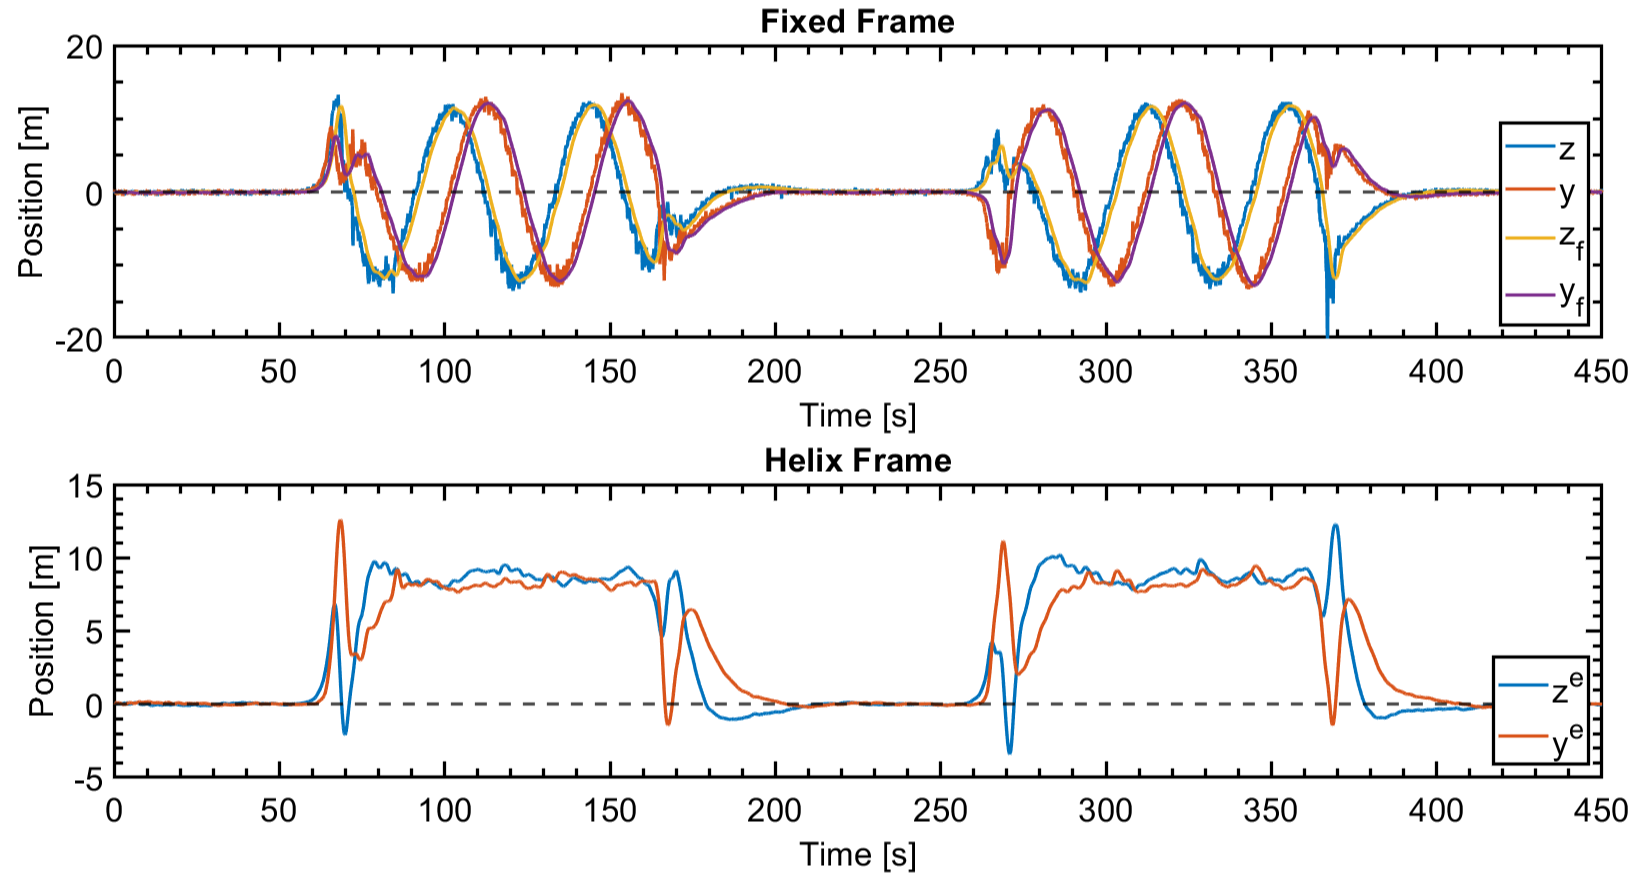 Fixed Frame
20
0
-20
Position [m]
z
y
z_f
y_f
0 50 100 150 200 250 300 350 400 450
Time [s]
Helix Frame
15
10
5
0
-5
Position [m]
z^e
y^e
0 50 100 150 200 250 300 350 400 450
Time [s]